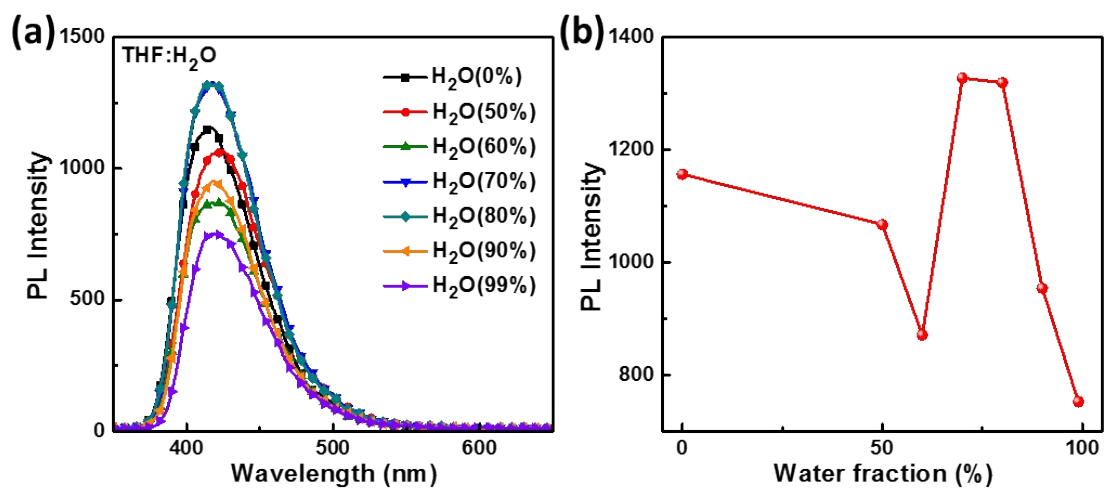 (a)
1500
1000
500
0
PL Intensity
THF:H₂O
H₂O(0%)
H₂O(50%)
H₂O(60%)
H₂O(70%)
H₂O(80%)
H₂O(90%)
H₂O(99%)
400
500
600
Wavelength (nm)
(b)
1400
1200
1000
800
PL Intensity
0
50
100
Water fraction (%)